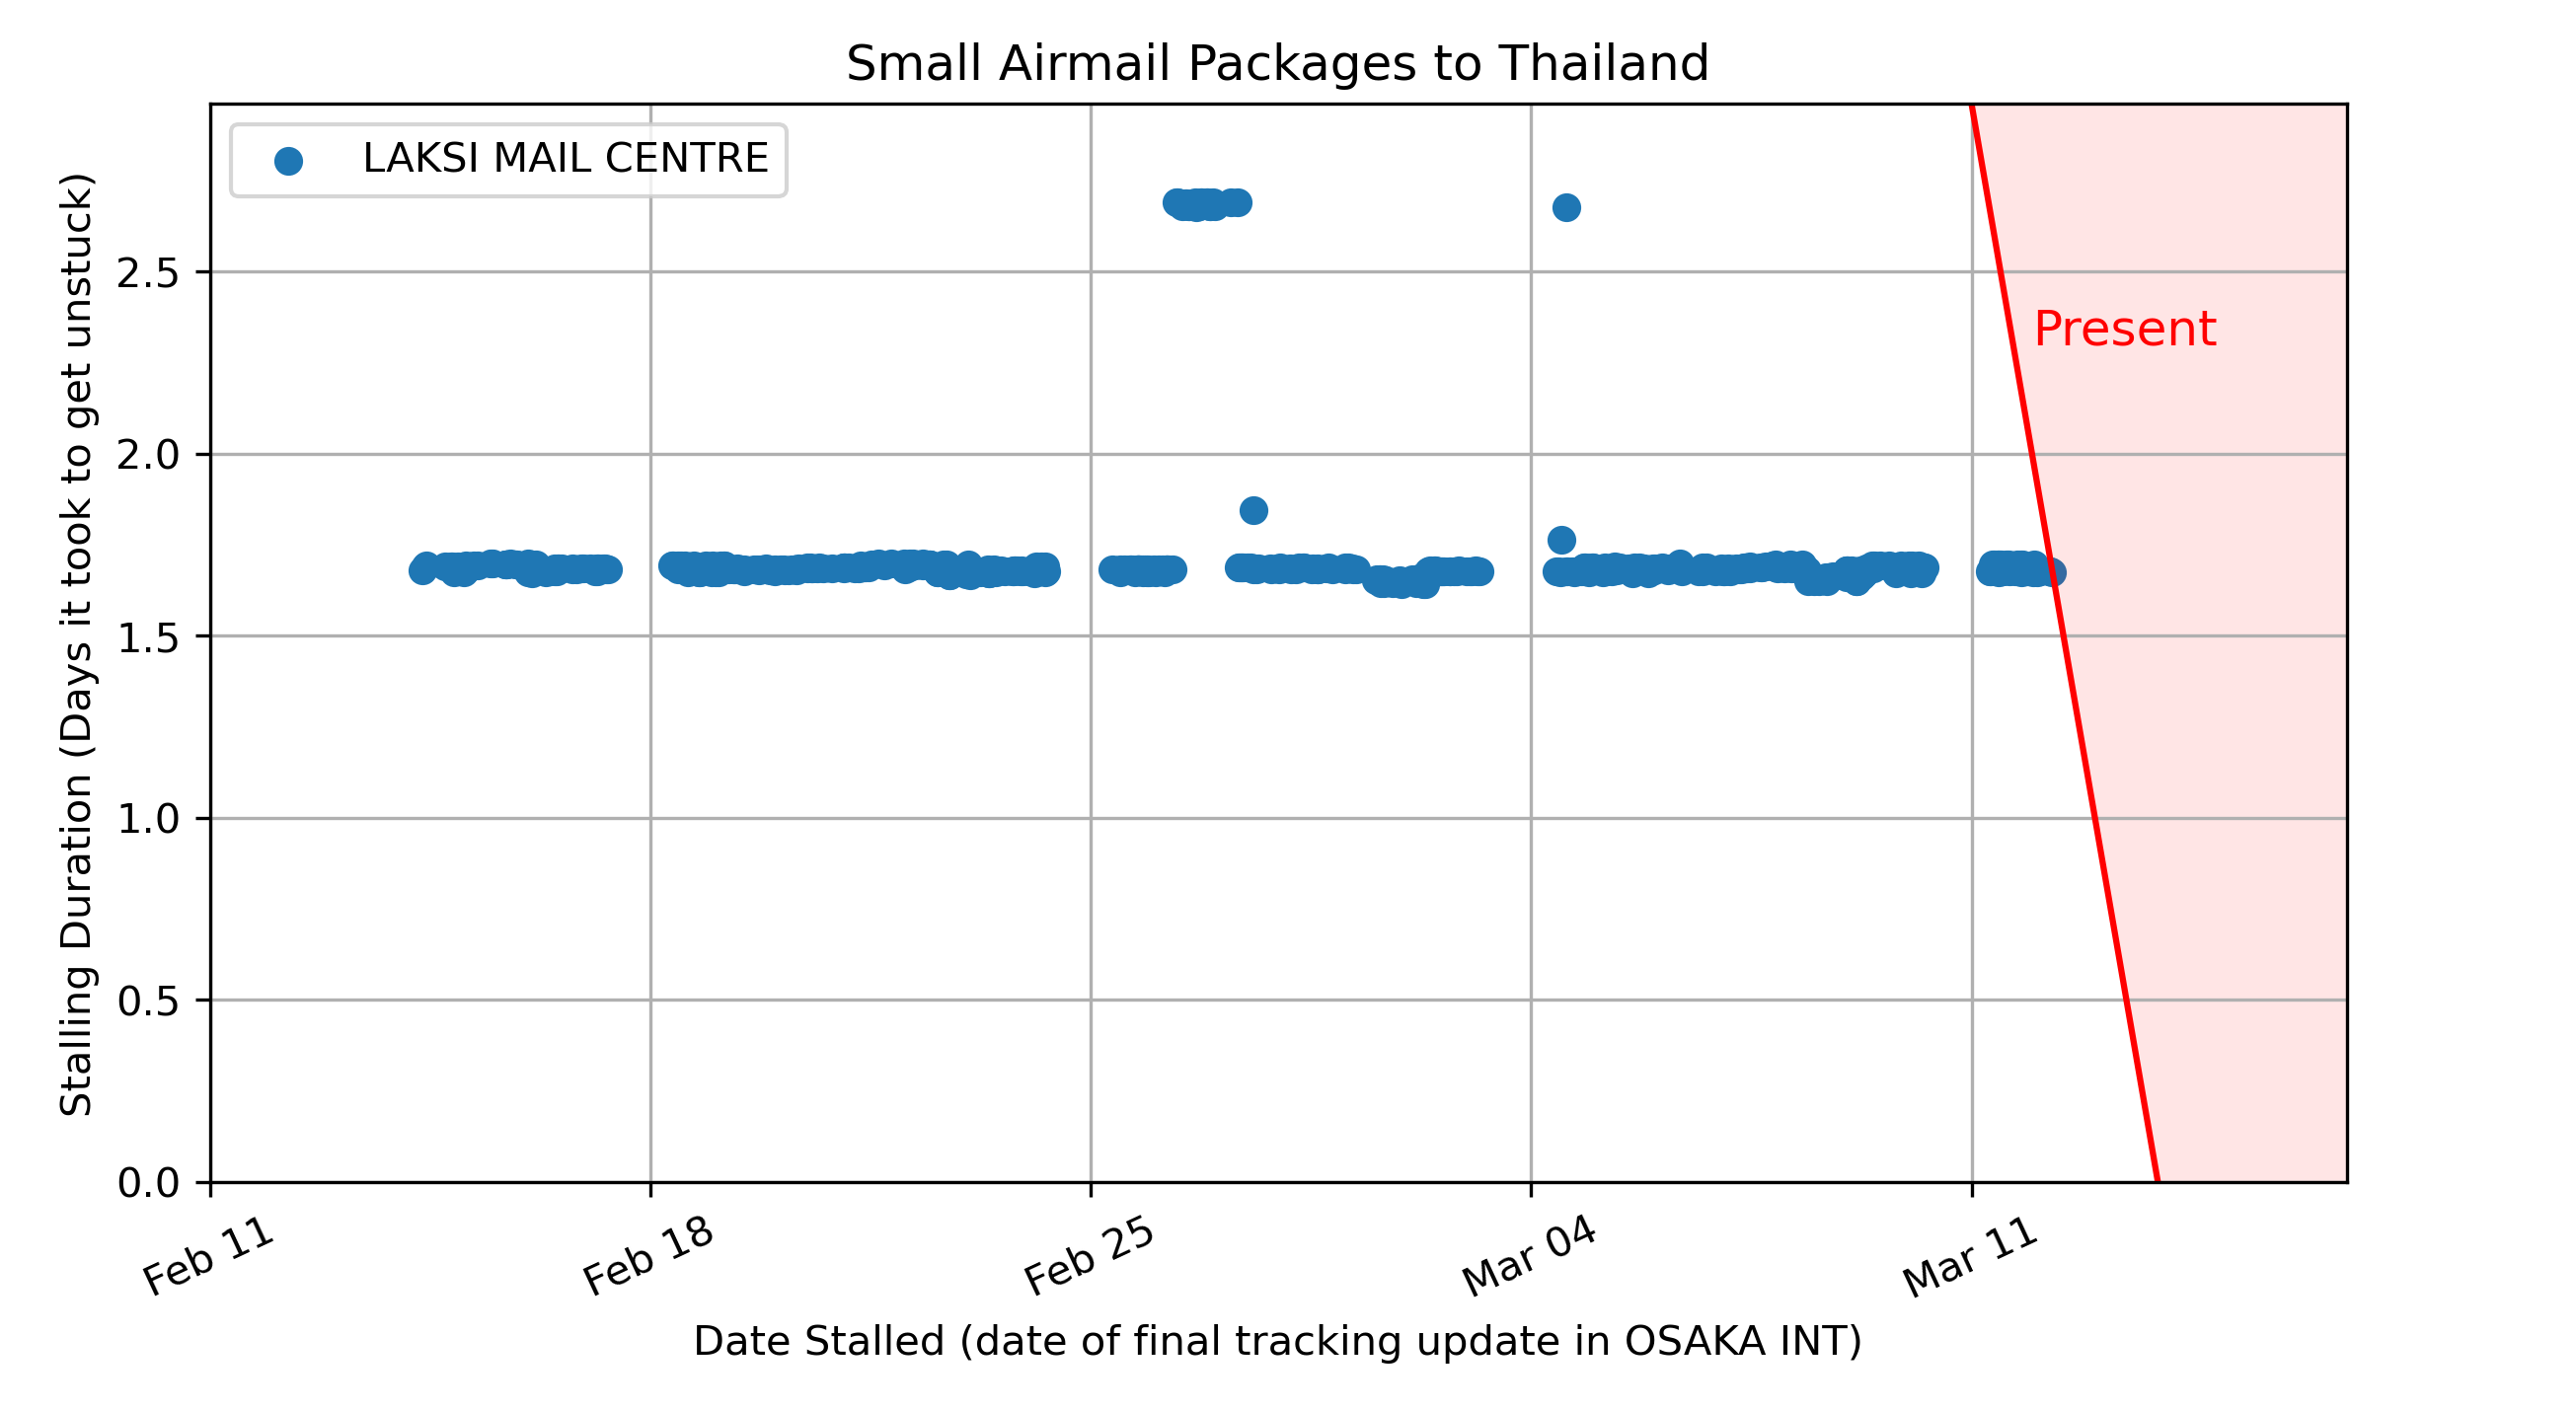 Small Airmail Packages to Thailand
LAKSI MAIL CENTRE
Present
Stalling Duration (Days it took to get unstuck)
2.5
2.0
1.5
1.0
0.5
0.0
Feb 11
Feb 18
Feb 25
Mar 04
Mar 11
Date Stalled (date of final tracking update in OSAKA INT)